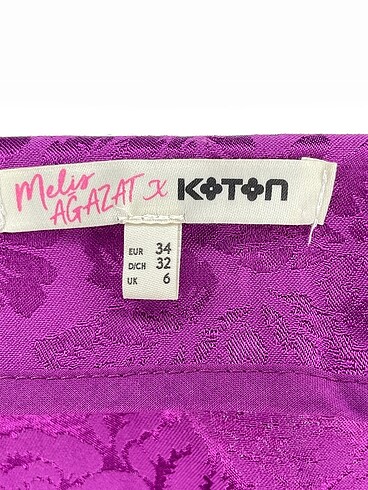 Melis AGAZAT x KOTON
EUR 34
D/CH 32
UK 6